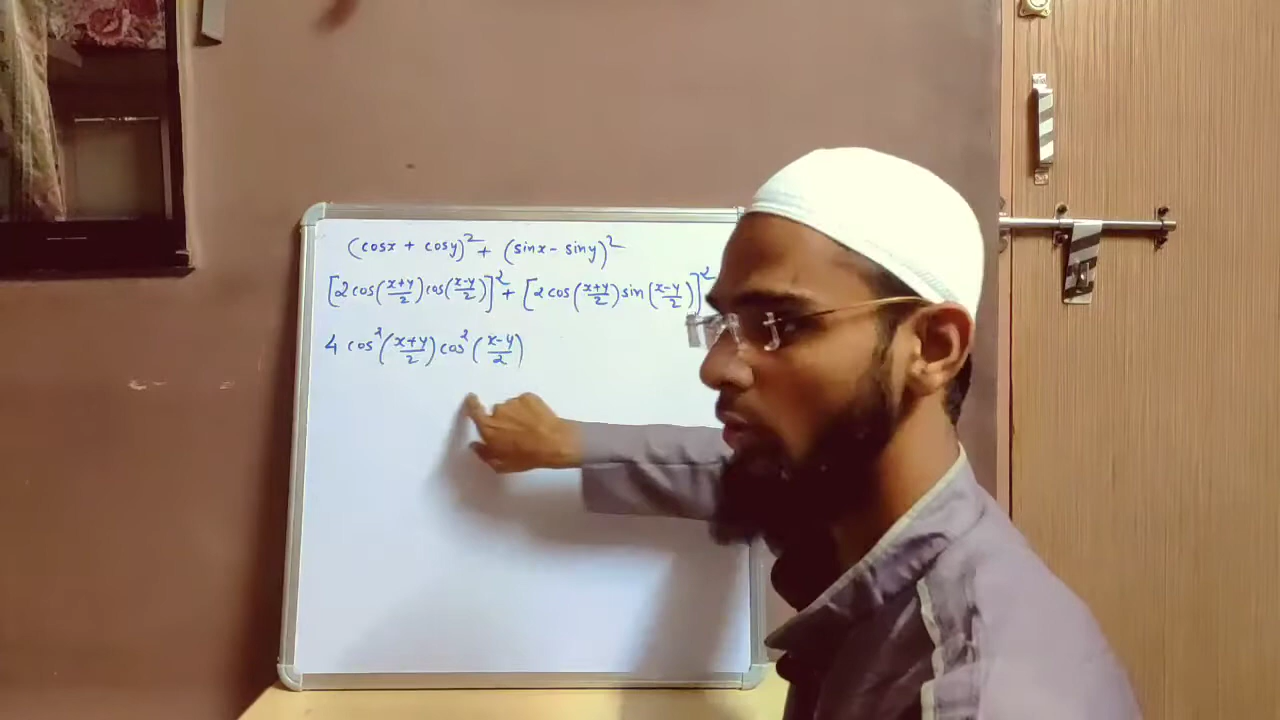 (cosx + cosy)² + (sinx - siny)²
[2cos(x+y/2)cos(x-y/2)]² + [2cos(x+y/2)sin(x-y/2)]²
4 cos²(x+y/2)cos²(x-y/2)